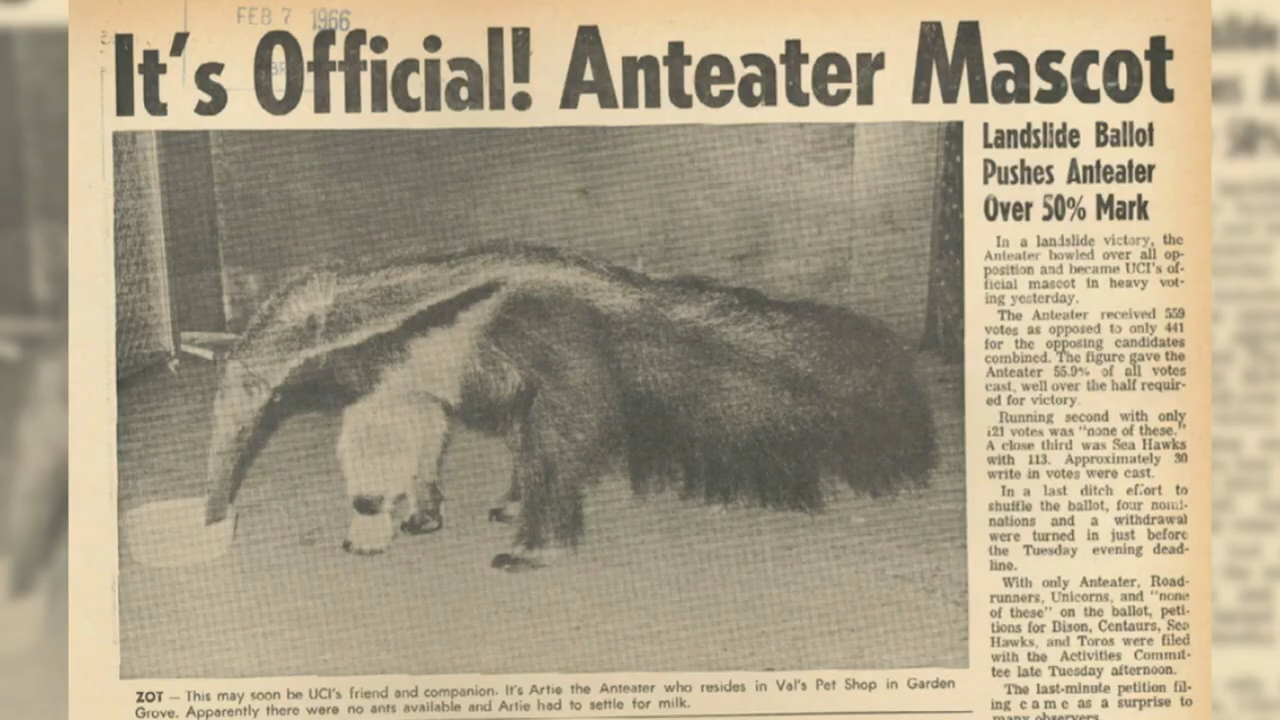 FEB 7 1966
It's Official! Anteater Mascot
Landslide Ballot
Pushes Anteater
Over 50% Mark
In a landslide victory, the
Anteater bowled over all op-
position and became UCI's of-
ficial mascot in heavy vot-
ing yesterday.
The Anteater received 559
votes as opposed to only 441
for the opposing candidates
combined. The figure gave the
Anteater 55.9% of all votes
cast, well over the half requir-
ed for victory.
Running second with only
121 votes was "none of these."
A close third was Sea Hawks
with 113. Approximately 30
write in votes were cast.
In a last ditch effort to
shuffle the ballot, four nomi-
nations and a withdrawal
were turned in just before
the Tuesday evening dead-
line.
With only Anteater, Road-
runners, Unicorns, and "none
of these" on the ballot, peti-
tions for Bison, Centaurs, Sea
Hawks, and Toros were filed
with the Activities Commit-
tee late Tuesday afternoon.
The last-minute petition fil-
ing came as a surprise to
many observers.
ZOT — This may soon be UCI's friend and companion. It's Artie the Anteater who resides in Val's Pet Shop in Garden
Grove. Apparently there were no ants available and Artie had to settle for milk.